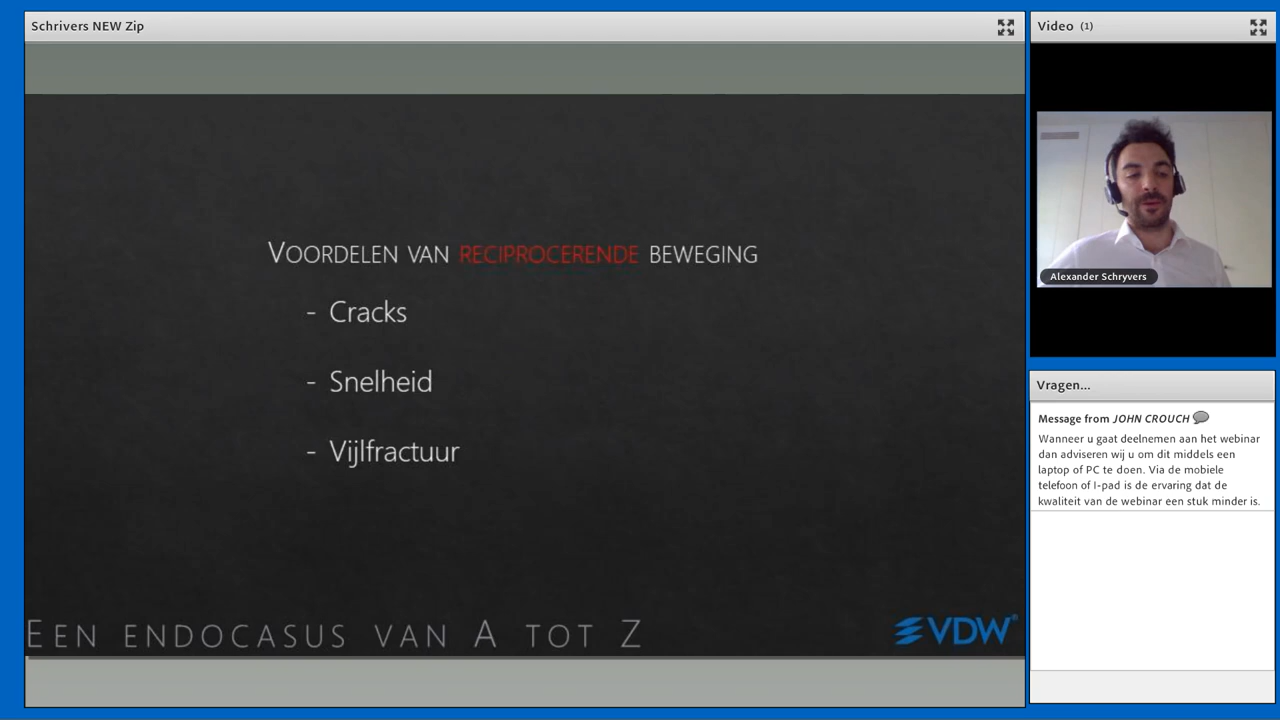 Schrivers NEW Zip
Voordelen van reciprocerende beweging
- Cracks
- Snelheid
- Vijlfractuur
Een endocasus van A tot Z
VDW®
Video (1)
Alexander Schryvers
Vragen...
Message from JOHN CROUCH
Wanneer u gaat deelnemen aan het webinar
dan adviseren wij u om dit middels een
laptop of PC te doen. Via de mobiele
telefoon of I-pad is de ervaring dat de
kwaliteit van de webinar een stuk minder is.